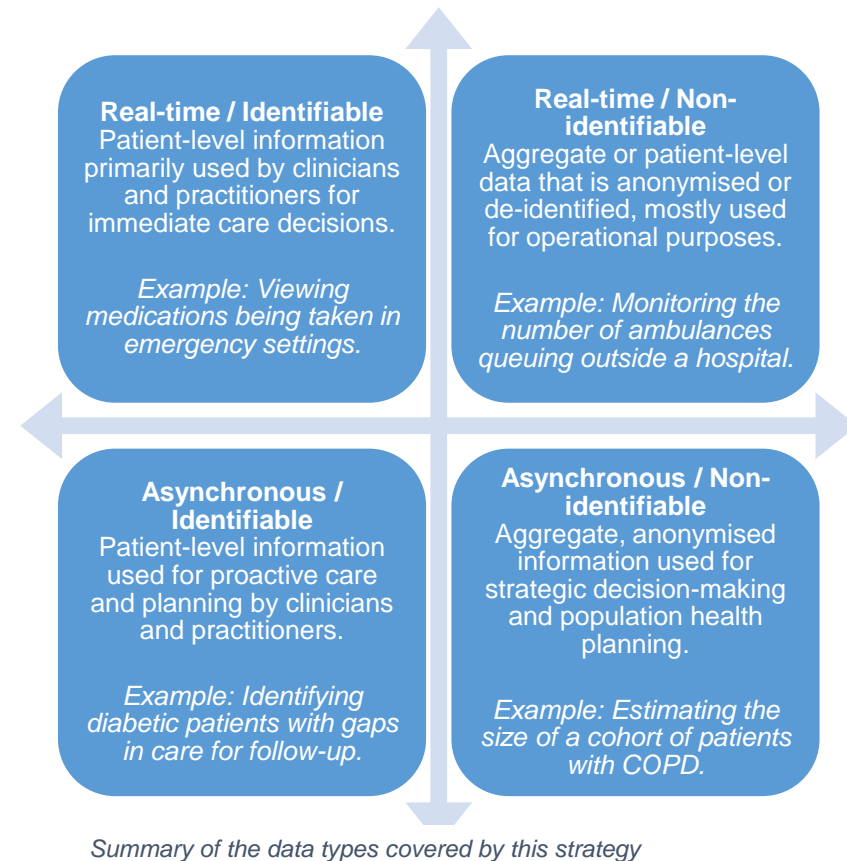 Real-time / Identifiable
Patient-level information
primarily used by clinicians
and practitioners for
immediate care decisions.
Example: Viewing
medications being taken in
emergency settings.
Real-time / Non-
identifiable
Aggregate or patient-level
data that is anonymised or
de-identified, mostly used
for operational purposes.
Example: Monitoring the
number of ambulances
queuing outside a hospital.
Asynchronous /
Identifiable
Patient-level information
used for proactive care
and planning by clinicians
and practitioners.
Example: Identifying
diabetic patients with gaps
in care for follow-up.
Asynchronous / Non-
identifiable
Aggregate, anonymised
information used for
strategic decision-making
and population health
planning.
Example: Estimating the
size of a cohort of patients
with COPD.
Summary of the data types covered by this strategy